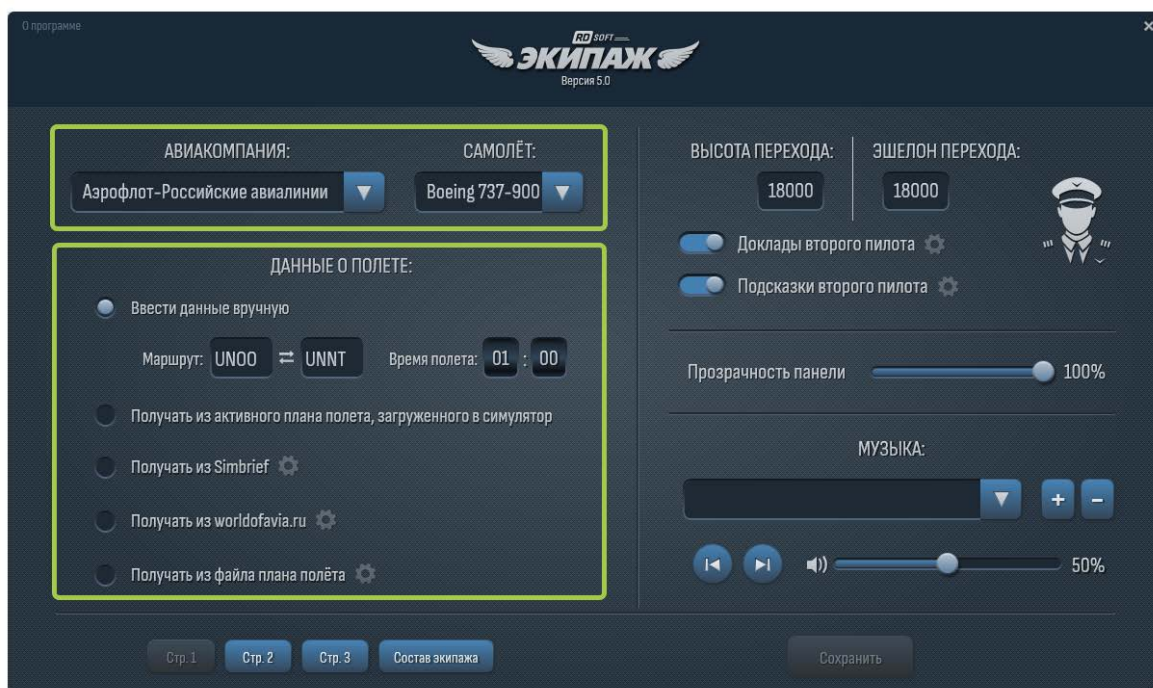 О программе
RD SOFT
ЭКИПАЖ
Версия 5.0
АВИАКОМПАНИЯ: САМОЛЁТ:
Аэрофлот-Российские авиалинии Boeing 737-900
ДАННЫЕ О ПОЛЕТЕ:
Ввести данные вручную
Маршрут: UNOO UNNT Время полета: 01 : 00
Получать из активного плана полета, загруженного в симулятор
Получать из Simbrief
Получать из worldofavia.ru
Получать из файла плана полёта
ВЫСОТА ПЕРЕХОДА: ЭШЕЛОН ПЕРЕХОДА:
18000 18000
Доклады второго пилота
Подсказки второго пилота
Прозрачность панели 100%
МУЗЫКА:
50%
Стр. 1 Стр. 2 Стр. 3 Состав экипажа Сохранить